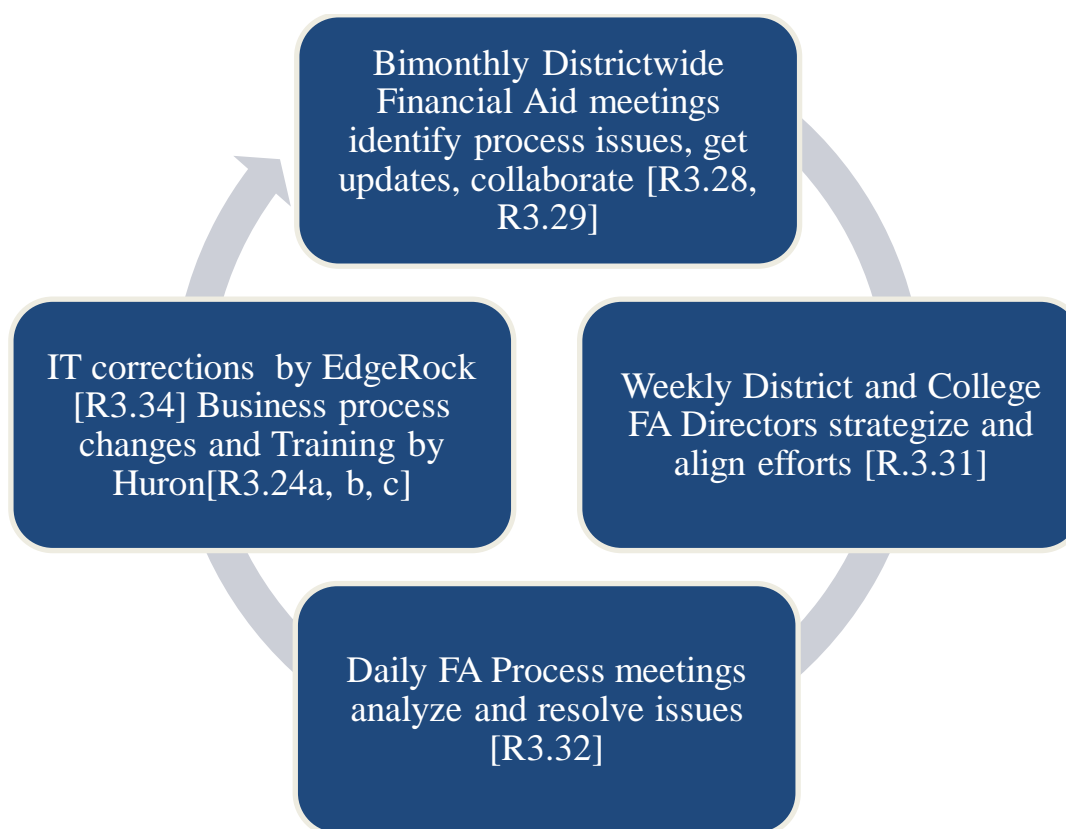 Bimonthly Districtwide
Financial Aid meetings
identify process issues, get
updates, collaborate [R3.28,
R3.29]
Weekly District and College
FA Directors strategize and
align efforts [R.3.31]
Daily FA Process meetings
analyze and resolve issues
[R3.32]
IT corrections  by EdgeRock
[R3.34] Business process
changes and Training by
Huron[R3.24a, b, c]